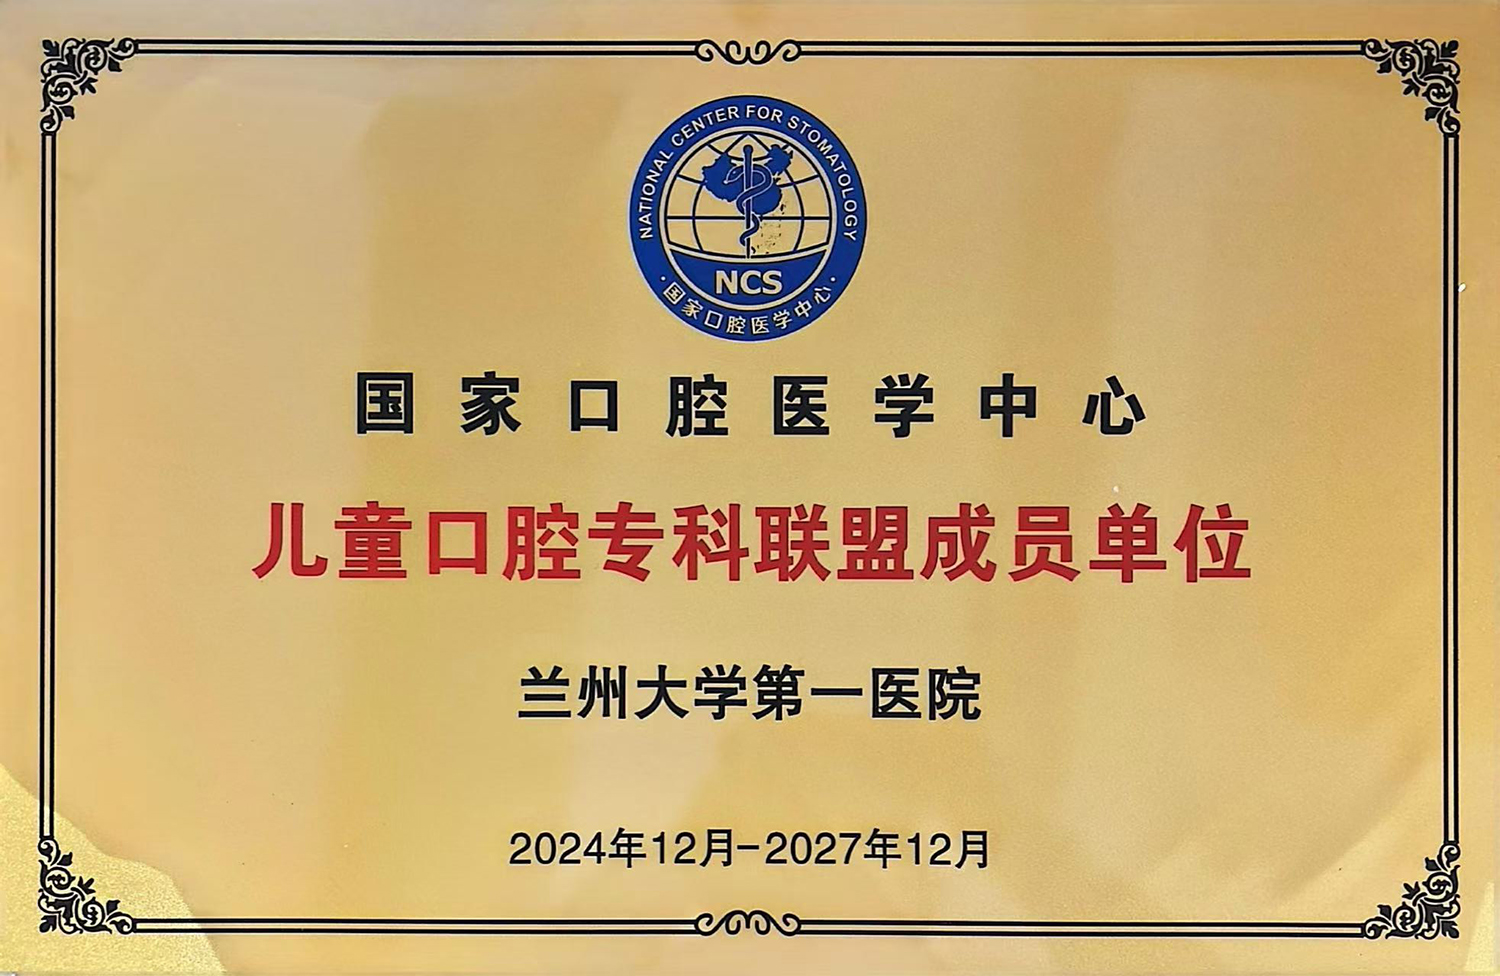 NATIONAL CENTER FOR STOMATOLOGY
NCS
·国家口腔医学中心·
国家口腔医学中心
儿童口腔专科联盟成员单位
兰州大学第一医院
2024年12月-2027年12月